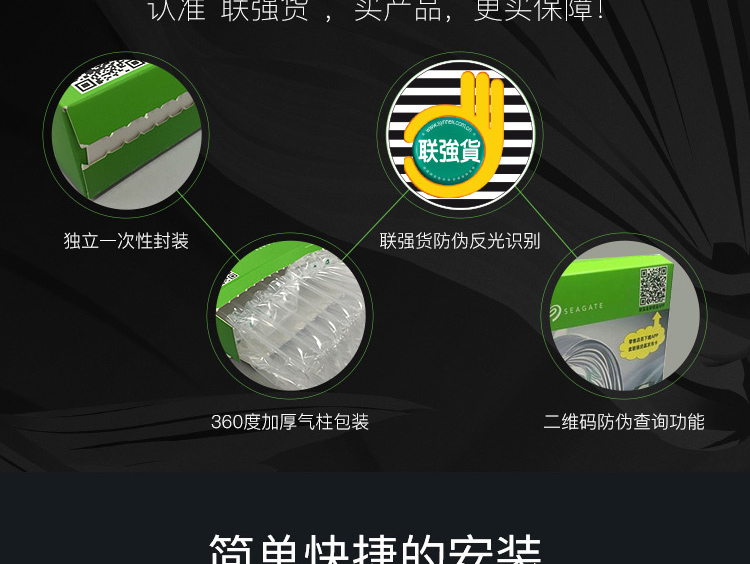 认准“联强货”，买产品，更买保障!
www.synnex.com.cn
联強貨
独立一次性封装
联强货防伪反光识别
SEAGATE
360度加厚气柱包装
二维码防伪查询功能
简单快捷的安装